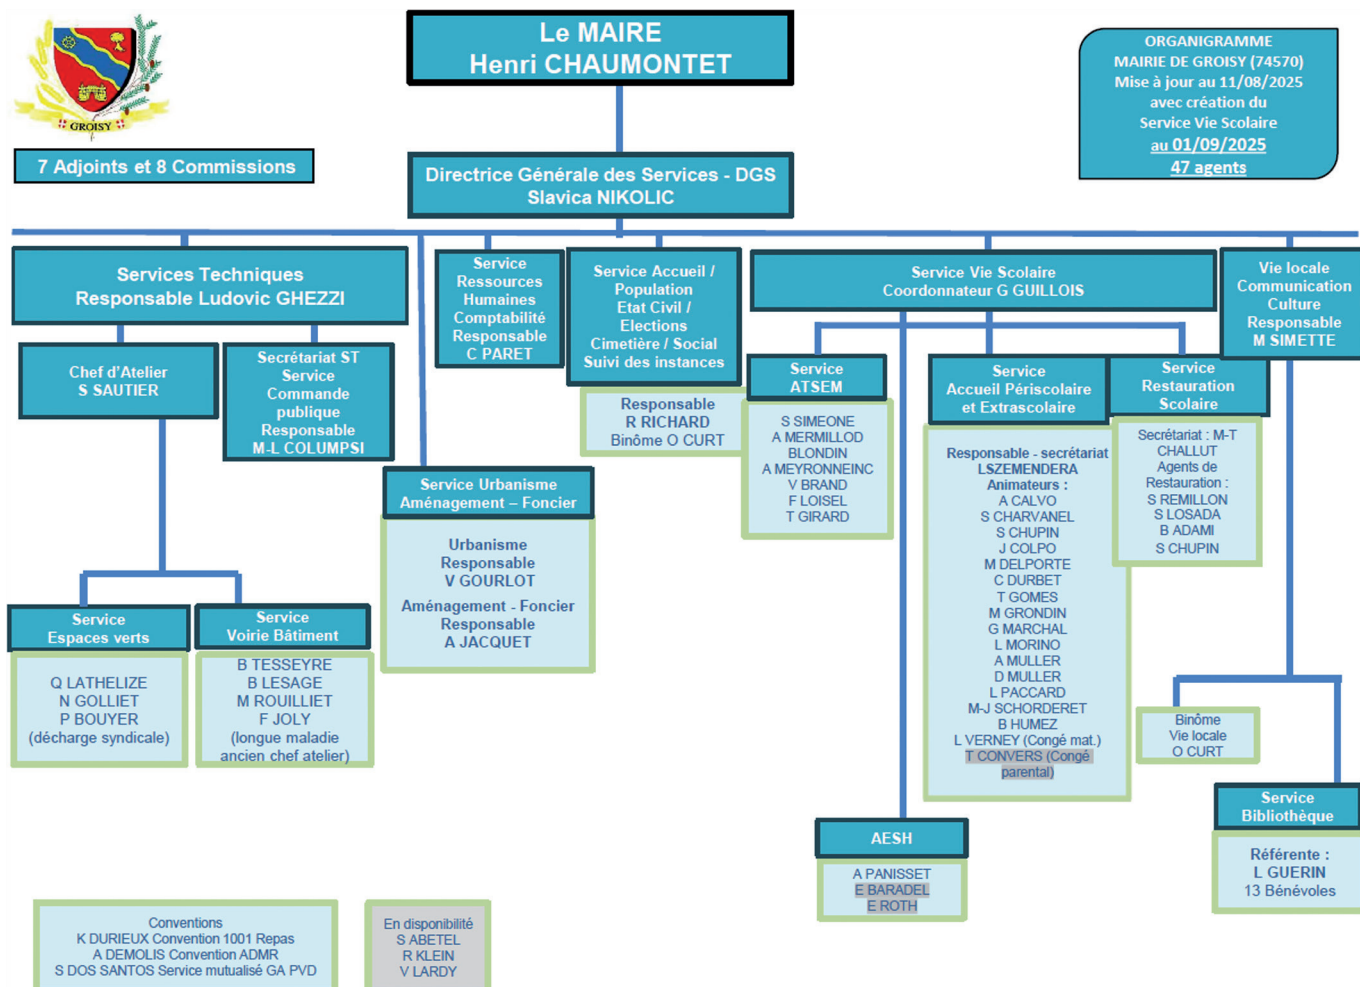 Le MAIRE
Henri CHAUMONTET
ORGANIGRAMME
MAIRIE DE GROISY (74570)
Mise à jour au 11/08/2025
avec création du
Service Vie Scolaire
au 01/09/2025
47 agents
GROISY
7 Adjoints et 8 Commissions
Directrice Générale des Services - DGS
Slavica NIKOLIC
Services Techniques
Responsable Ludovic GHEZZI
Chef d'Atelier
S SAUTIER
Secrétariat ST
Service
Commande
publique
Responsable
M-L COLUMPSI
Service
Espaces verts
Q LATHELIZE
N GOLLIET
P BOUYER
(décharge syndicale)
Service
Voirie Bâtiment
B TESSEYRE
B LESAGE
M ROUILLIET
F JOLY
(longue maladie
ancien chef atelier)
Service Urbanisme
Aménagement – Foncier
Urbanisme
Responsable
V GOURLOT
Aménagement - Foncier
Responsable
A JACQUET
Service
Ressources
Humaines
Comptabilité
Responsable
C PARET
Service Accueil /
Population
Etat Civil /
Elections
Cimetière / Social
Suivi des instances
Responsable
R RICHARD
Binôme O CURT
Service Vie Scolaire
Coordonnateur G GUILLOIS
Service
ATSEM
S SIMEONE
A MERMILLOD
BLONDIN
A MEYRONNEINC
V BRAND
F LOISEL
T GIRARD
Service
Accueil Périscolaire
et Extrascolaire
Responsable - secrétariat
LSZEMENDERA
Animateurs :
A CALVO
S CHARVANEL
S CHUPIN
J COLPO
M DELPORTE
C DURBET
T GOMES
M GRONDIN
G MARCHAL
L MORINO
A MULLER
D MULLER
L PACCARD
M-J SCHORDERET
B HUMEZ
L VERNEY (Congé mat.)
T CONVERS (Congé
parental)
Service
Restauration
Scolaire
Secrétariat : M-T
CHALLUT
Agents de
Restauration :
S REMILLON
S LOSADA
B ADAMI
S CHUPIN
AESH
A PANISSET
E BARADEL
E ROTH
Vie locale
Communication
Culture
Responsable
M SIMETTE
Binôme
Vie locale
O CURT
Service
Bibliothèque
Référente :
L GUERIN
13 Bénévoles
Conventions
K DURIEUX Convention 1001 Repas
A DEMOLIS Convention ADMR
S DOS SANTOS Service mutualisé GA PVD
En disponibilité
S ABETEL
R KLEIN
V LARDY